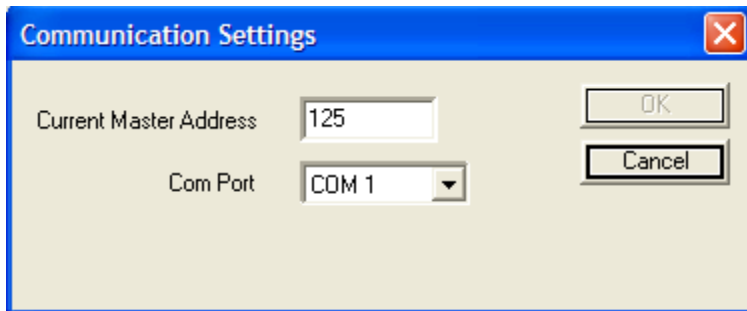 Communication Settings
Current Master Address 125 OK
Com Port COM 1 Cancel